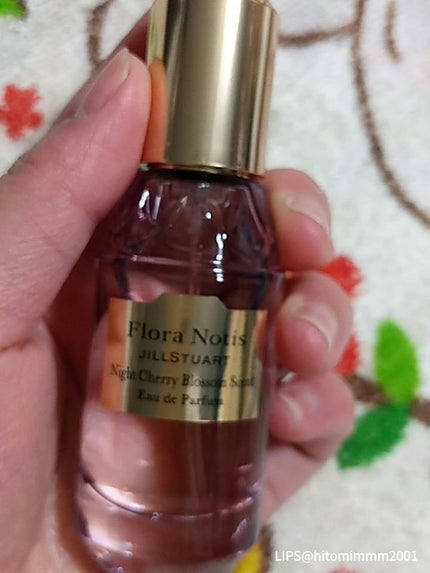 Flora Notis
JILLSTUART
Night Cherry Blossom Scent
Eau de Parfum
LIPS@hitomimmm2001